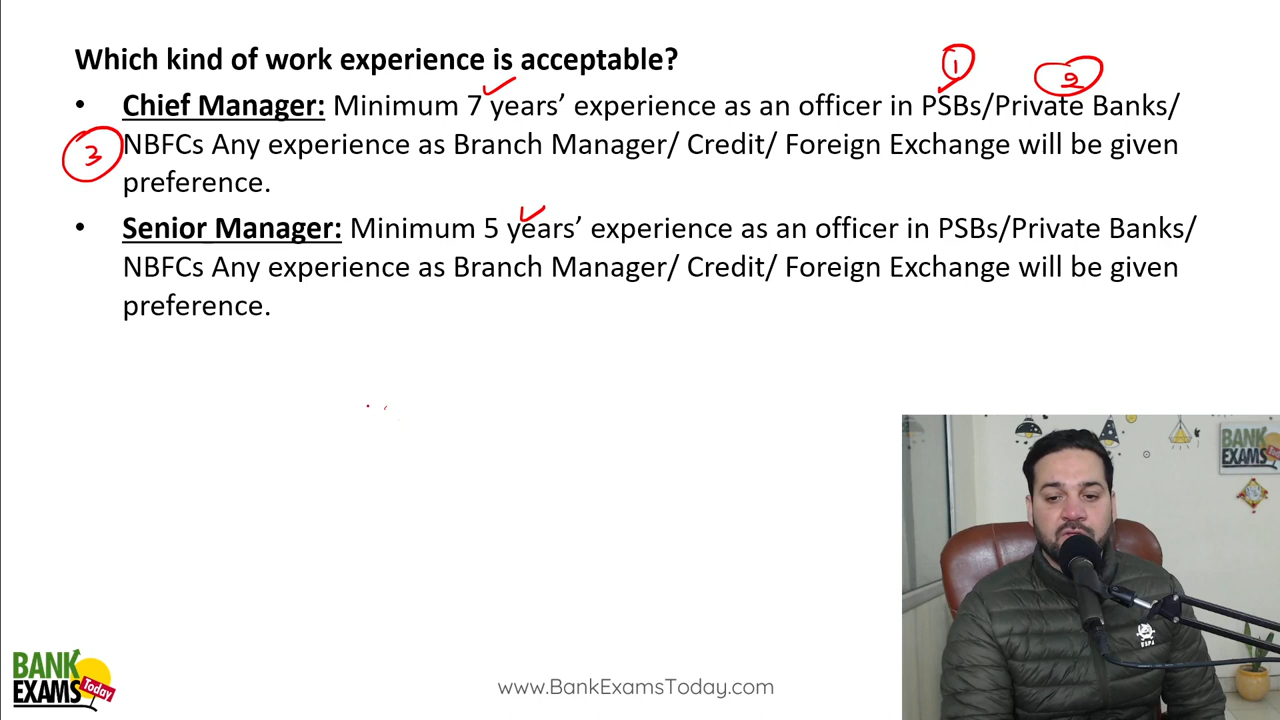 Which kind of work experience is acceptable?
1
2
• Chief Manager: Minimum 7 years’ experience as an officer in PSBs/Private Banks/
3
NBFCs Any experience as Branch Manager/ Credit/ Foreign Exchange will be given
preference.
• Senior Manager: Minimum 5 years’ experience as an officer in PSBs/Private Banks/
NBFCs Any experience as Branch Manager/ Credit/ Foreign Exchange will be given
preference.
BANK
EXAMS
BANK
EXAMS Today
www.BankExamsToday.com